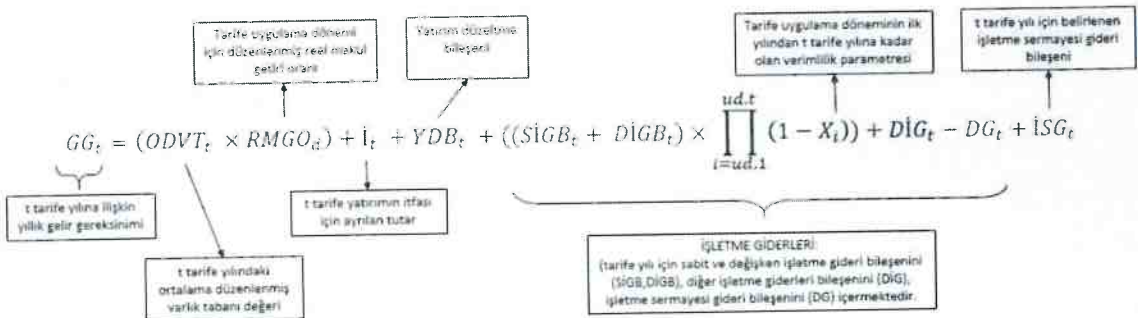 Tarife uygulama dönemi
için düzenlenmiş reel makul
getiri oranı
Yatırım düzeltme
bileşeni
Tarife uygulama döneminin ilk
yılından t tarife yılına kadar
olan verimlilik parametresi
t tarife yılı için belirlenen
işletme sermayesi gideri
bileşeni
GG_t = (ODVT_t × RMGO_d) + İ_t + YDB_t + ((SİGB_t + DİGB_t) × ∏_{i=ud.1}^{ud.t} (1 − X_i)) + DİG_t − DG_t + İSG_t
t tarife yılına ilişkin
yıllık gelir gereksinimi
t tarife yatırımın itfası
için ayrılan tutar
t tarife yılındaki
ortalama düzenlenmiş
varlık tabanı değeri
İŞLETME GİDERLERİ:
(tarife yılı için sabit ve değişken işletme gideri bileşenini
(SİGB,DİGB), diğer işletme giderleri bileşenini (DİG),
işletme sermayesi gideri bileşenini (DG) içermektedir.